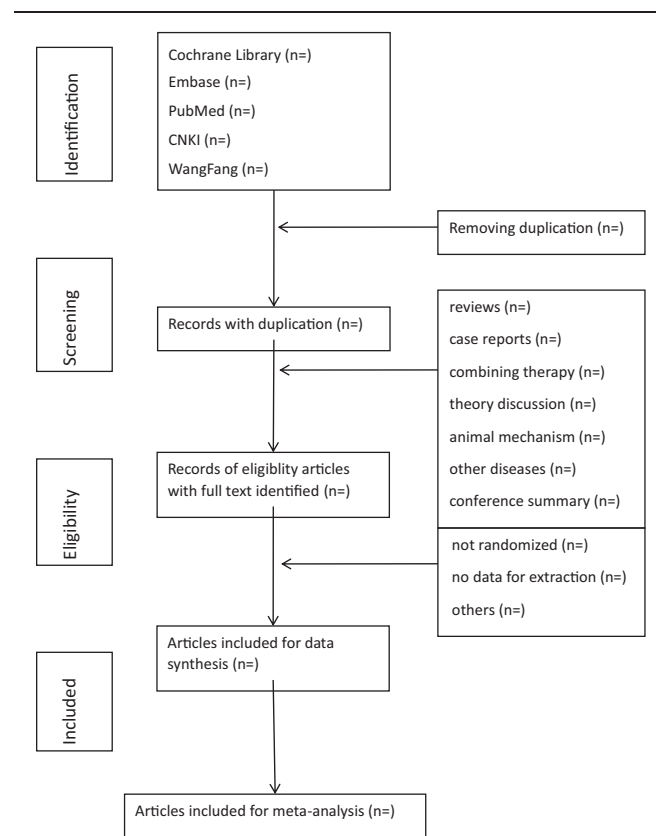 Identification
Cochrane Library (n=)
Embase (n=)
PubMed (n=)
CNKI (n=)
WangFang (n=)
Removing duplication (n=)
Screening
Records with duplication (n=)
reviews (n=)
case reports (n=)
combining therapy (n=)
theory discussion (n=)
animal mechanism (n=)
other diseases (n=)
conference summary (n=)
Eligibility
Records of eligiblity articles
with full text identified (n=)
not randomized (n=)
no data for extraction (n=)
others (n=)
Included
Articles included for data
synthesis (n=)
Articles included for meta-analysis (n=)